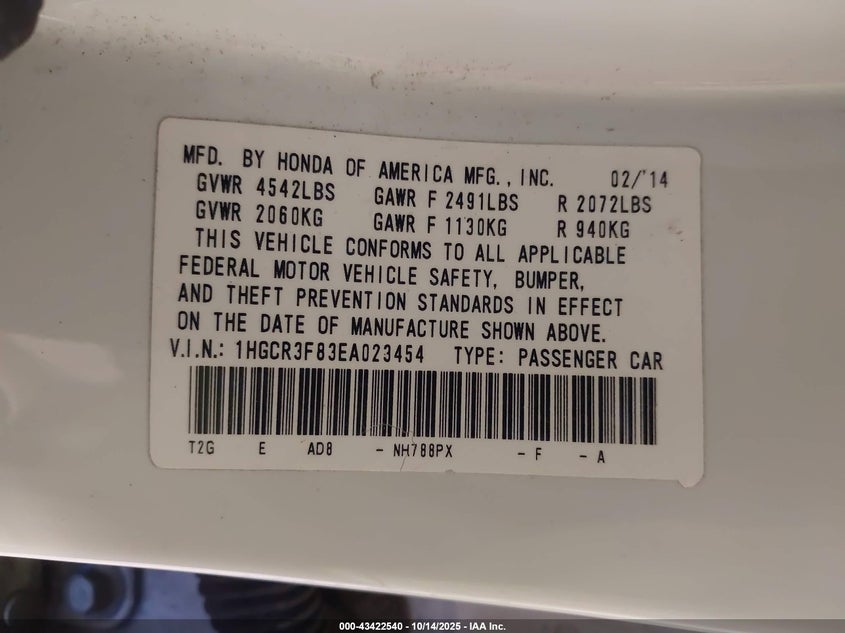 MFD. BY HONDA OF AMERICA MFG., INC. 02/'14
GVWR 4542LBS GAWR F 2491LBS R 2072LBS
GVWR 2060KG GAWR F 1130KG R 940KG
THIS VEHICLE CONFORMS TO ALL APPLICABLE
FEDERAL MOTOR VEHICLE SAFETY, BUMPER,
AND THEFT PREVENTION STANDARDS IN EFFECT
ON THE DATE OF MANUFACTURE SHOWN ABOVE.
V.I.N.: 1HGCR3F83EA023454 TYPE: PASSENGER CAR
T2G E AD8 - NH788PX - F - A
000-43422540 - 10/14/2025 - IAA Inc.